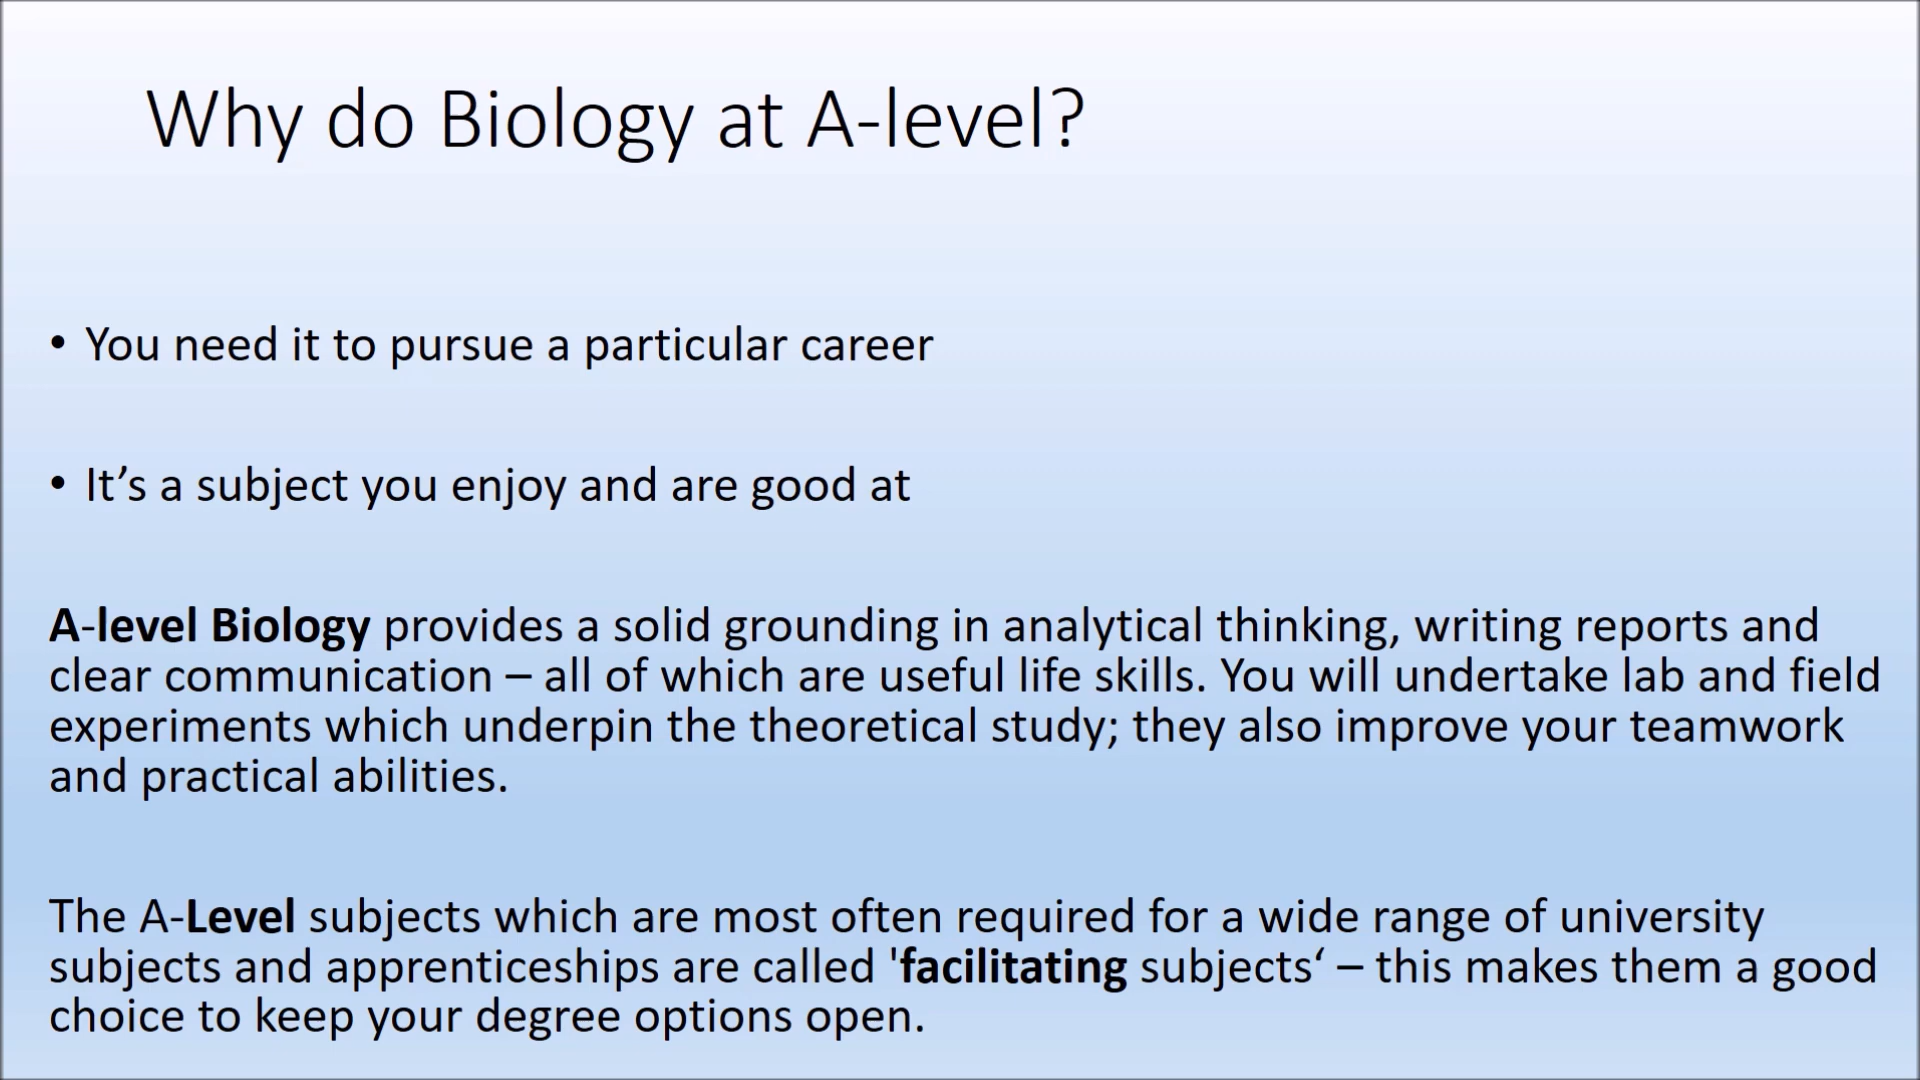 Why do Biology at A-level?
• You need it to pursue a particular career
• It’s a subject you enjoy and are good at
A-level Biology provides a solid grounding in analytical thinking, writing reports and
clear communication – all of which are useful life skills. You will undertake lab and field
experiments which underpin the theoretical study; they also improve your teamwork
and practical abilities.
The A-Level subjects which are most often required for a wide range of university
subjects and apprenticeships are called 'facilitating subjects‘ – this makes them a good
choice to keep your degree options open.